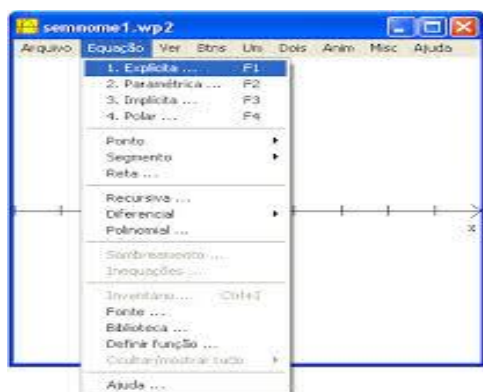 semnome1.wp2
Arquivo Equação Ver Btns Um Dois Anim Misc Ajuda
1. Explícita ... F1
2. Paramétrica ... F2
3. Implícita ... F3
4. Polar ... F4
Ponto
Segmento
Reta ...
Recursiva ...
Diferencial
Polinomial ...
Sombreamento ...
Inequações ...
Inventário... Ctrl+I
Fonte ...
Biblioteca ...
Definir função ...
Ocultar/mostrar tudo
Ajuda ...
x